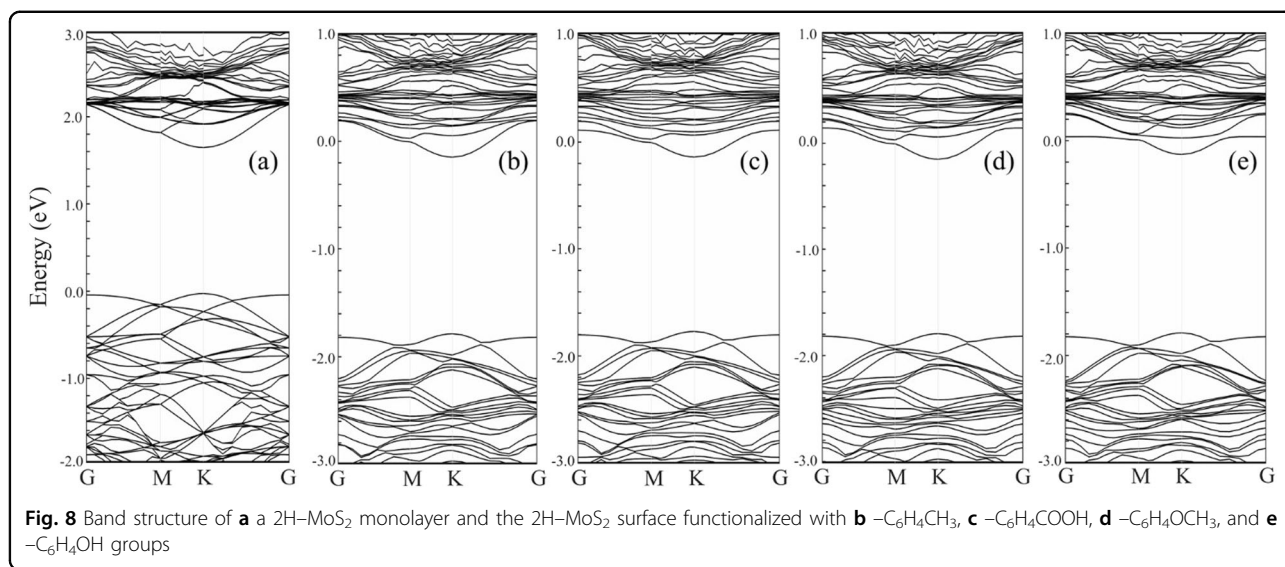 3.0
2.0
1.0
0.0
-1.0
-2.0
Energy (eV)
(a)
G M K G
1.0
0.0
-1.0
-2.0
-3.0
(b)
G M K G
1.0
0.0
-1.0
-2.0
-3.0
(c)
G M K G
1.0
0.0
-1.0
-2.0
-3.0
(d)
G M K G
1.0
0.0
-1.0
-2.0
-3.0
(e)
G M K G
Fig. 8 Band structure of a a 2H–MoS₂ monolayer and the 2H–MoS₂ surface functionalized with b –C₆H₄CH₃, c –C₆H₄COOH, d –C₆H₄OCH₃, and e
–C₆H₄OH groups